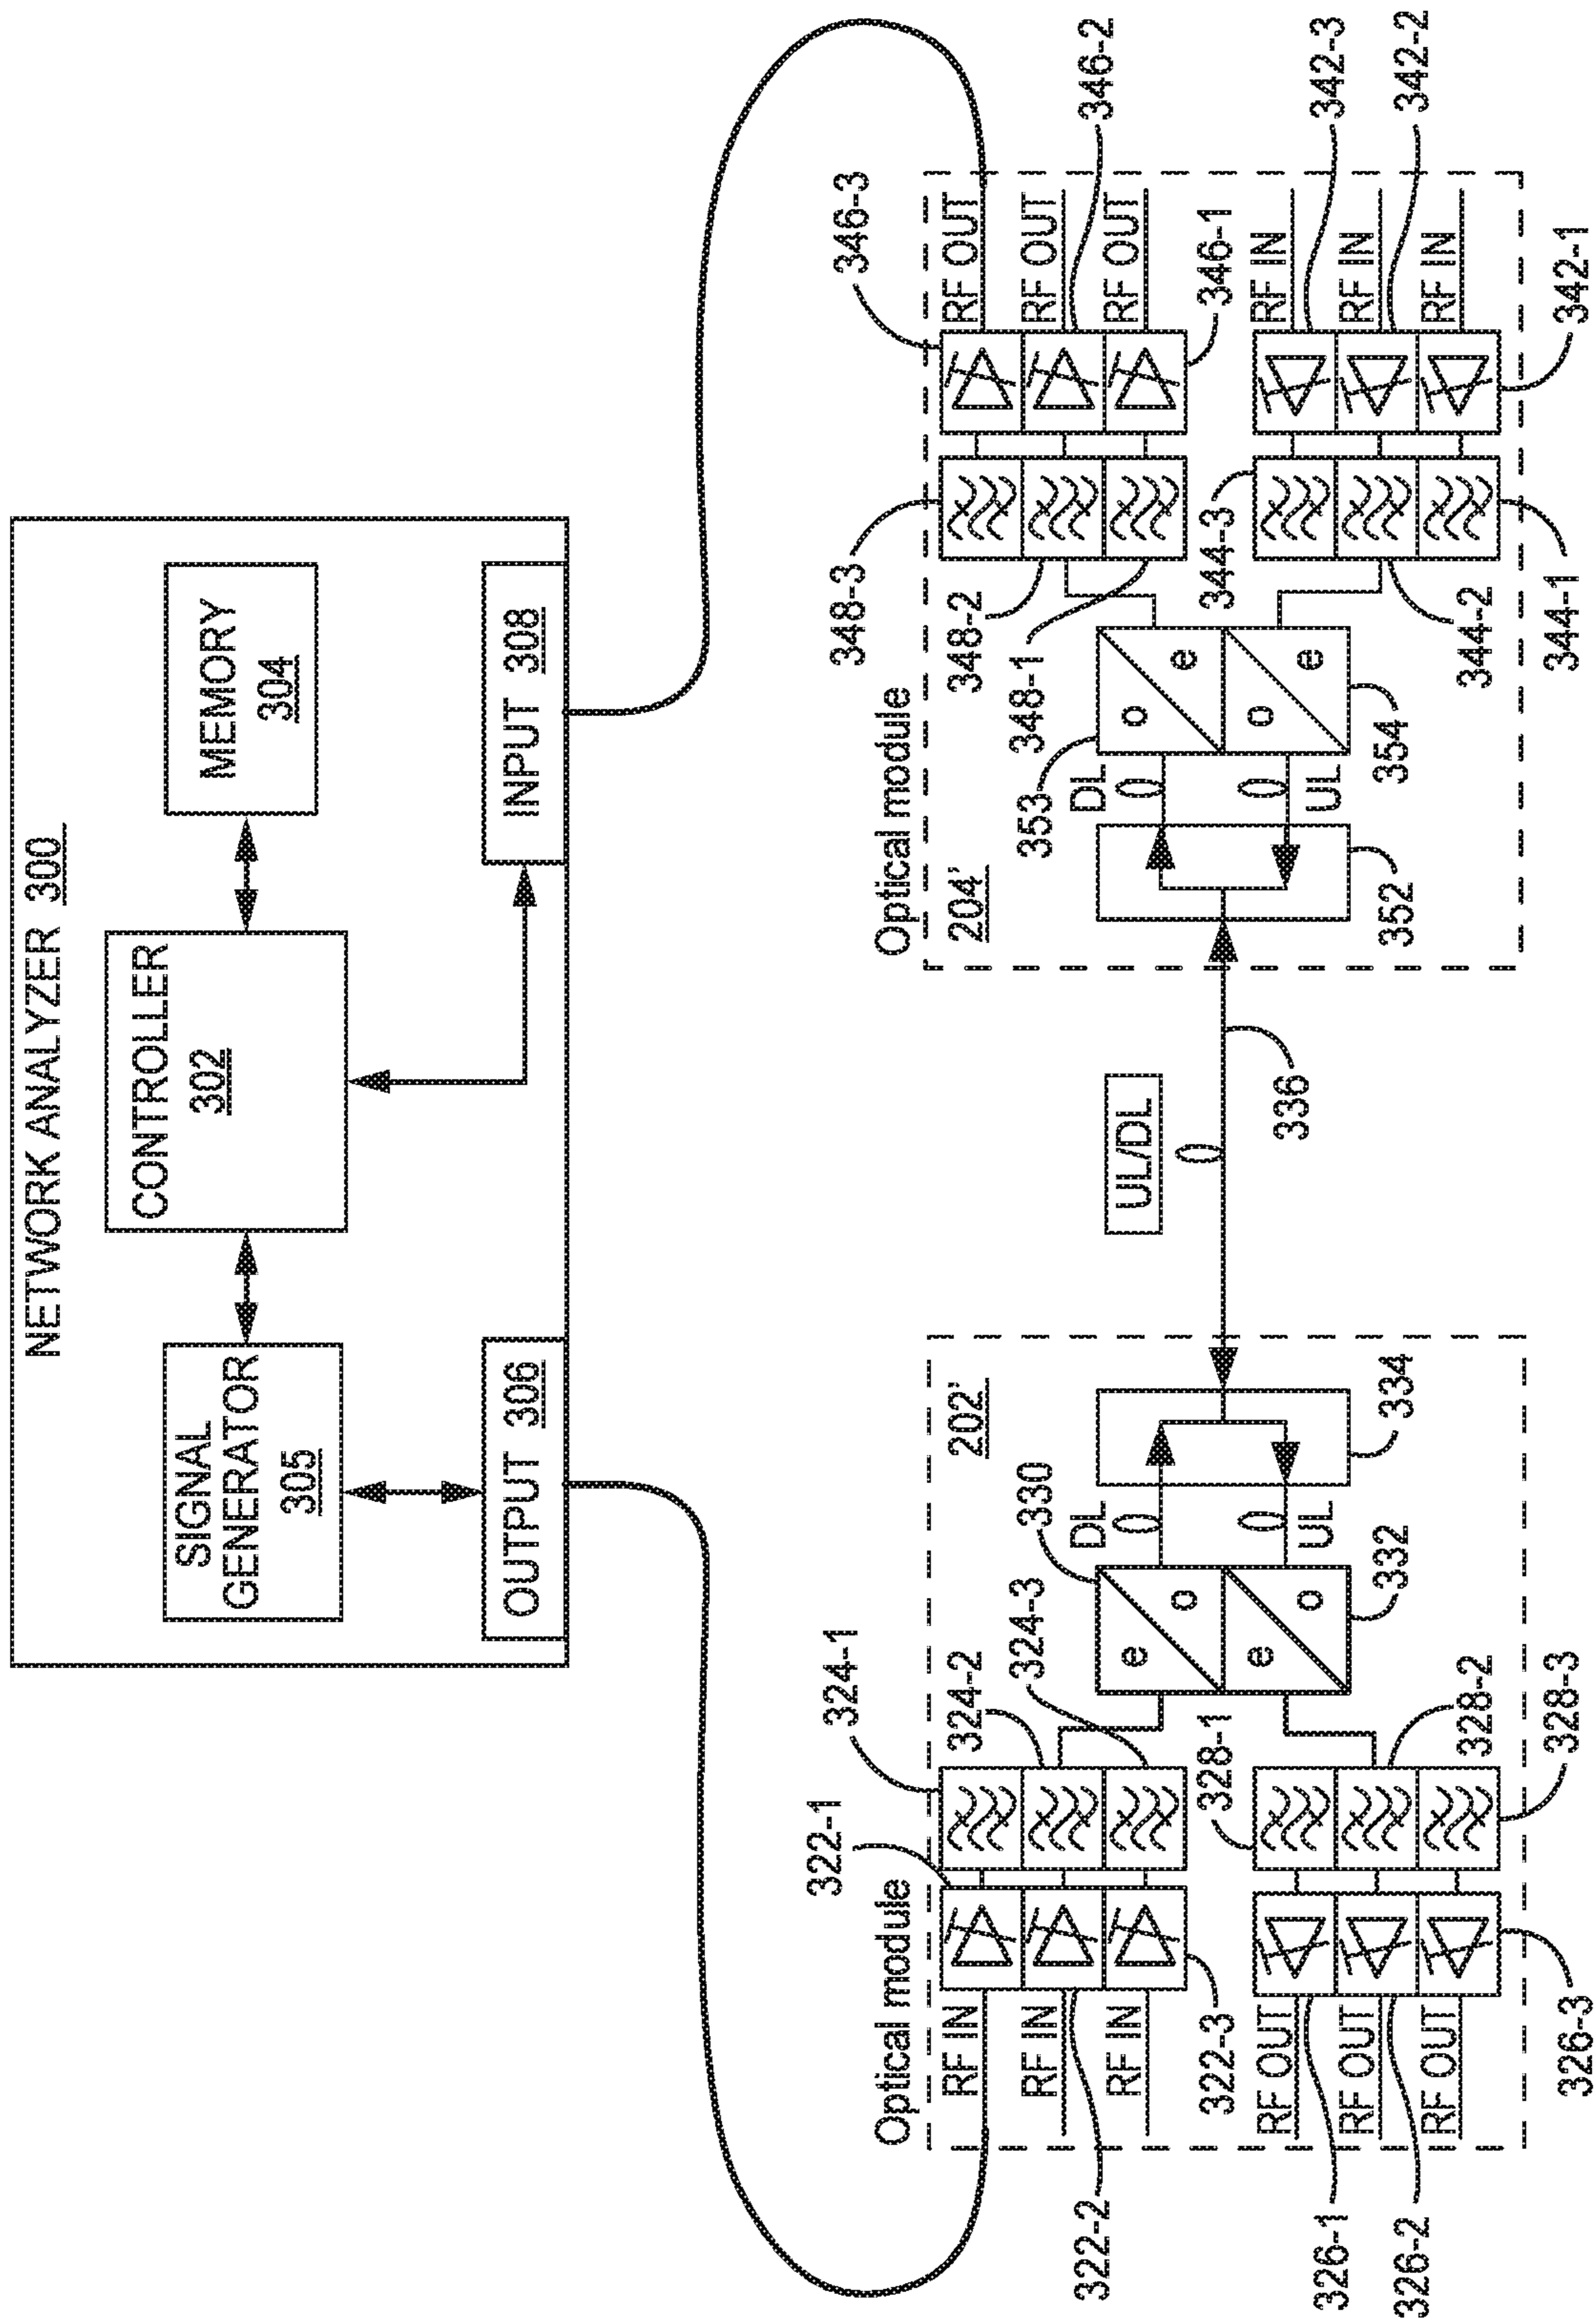 NETWORK ANALYZER 300
SIGNAL
GENERATOR
305
CONTROLLER
302
MEMORY
304
OUTPUT 306
INPUT 308
Optical module
202'
322-1
324-1
324-2
324-3
330
RF IN
RF IN
RF IN
322-2
322-3
DL
UL
e
o
e
o
334
332
328-1
328-2
328-3
RF OUT
RF OUT
RF OUT
326-1
326-2
326-3
UL/DL
336
Optical module
204'
348-3
348-2
348-1
346-3
346-2
346-1
RF OUT
RF OUT
RF OUT
353
DL
UL
o
e
o
e
352
354
344-3
344-2
344-1
RF IN
RF IN
RF IN
342-3
342-2
342-1